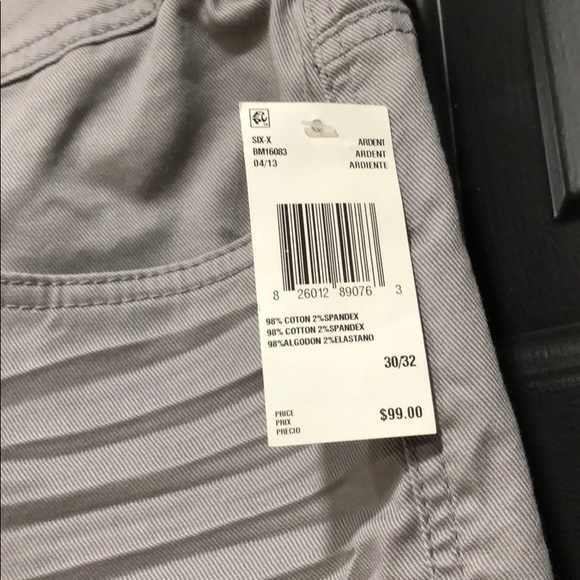 SIX-X ARDENT
BM16083 ARDENT
04/13 ARDIENTE
8 26012 89076 3
98% COTON 2%SPANDEX
98% COTTON 2%SPANDEX
98%ALGODON 2%ELASTANO
30/32
PRICE
PRIX $99.00
PRECIO